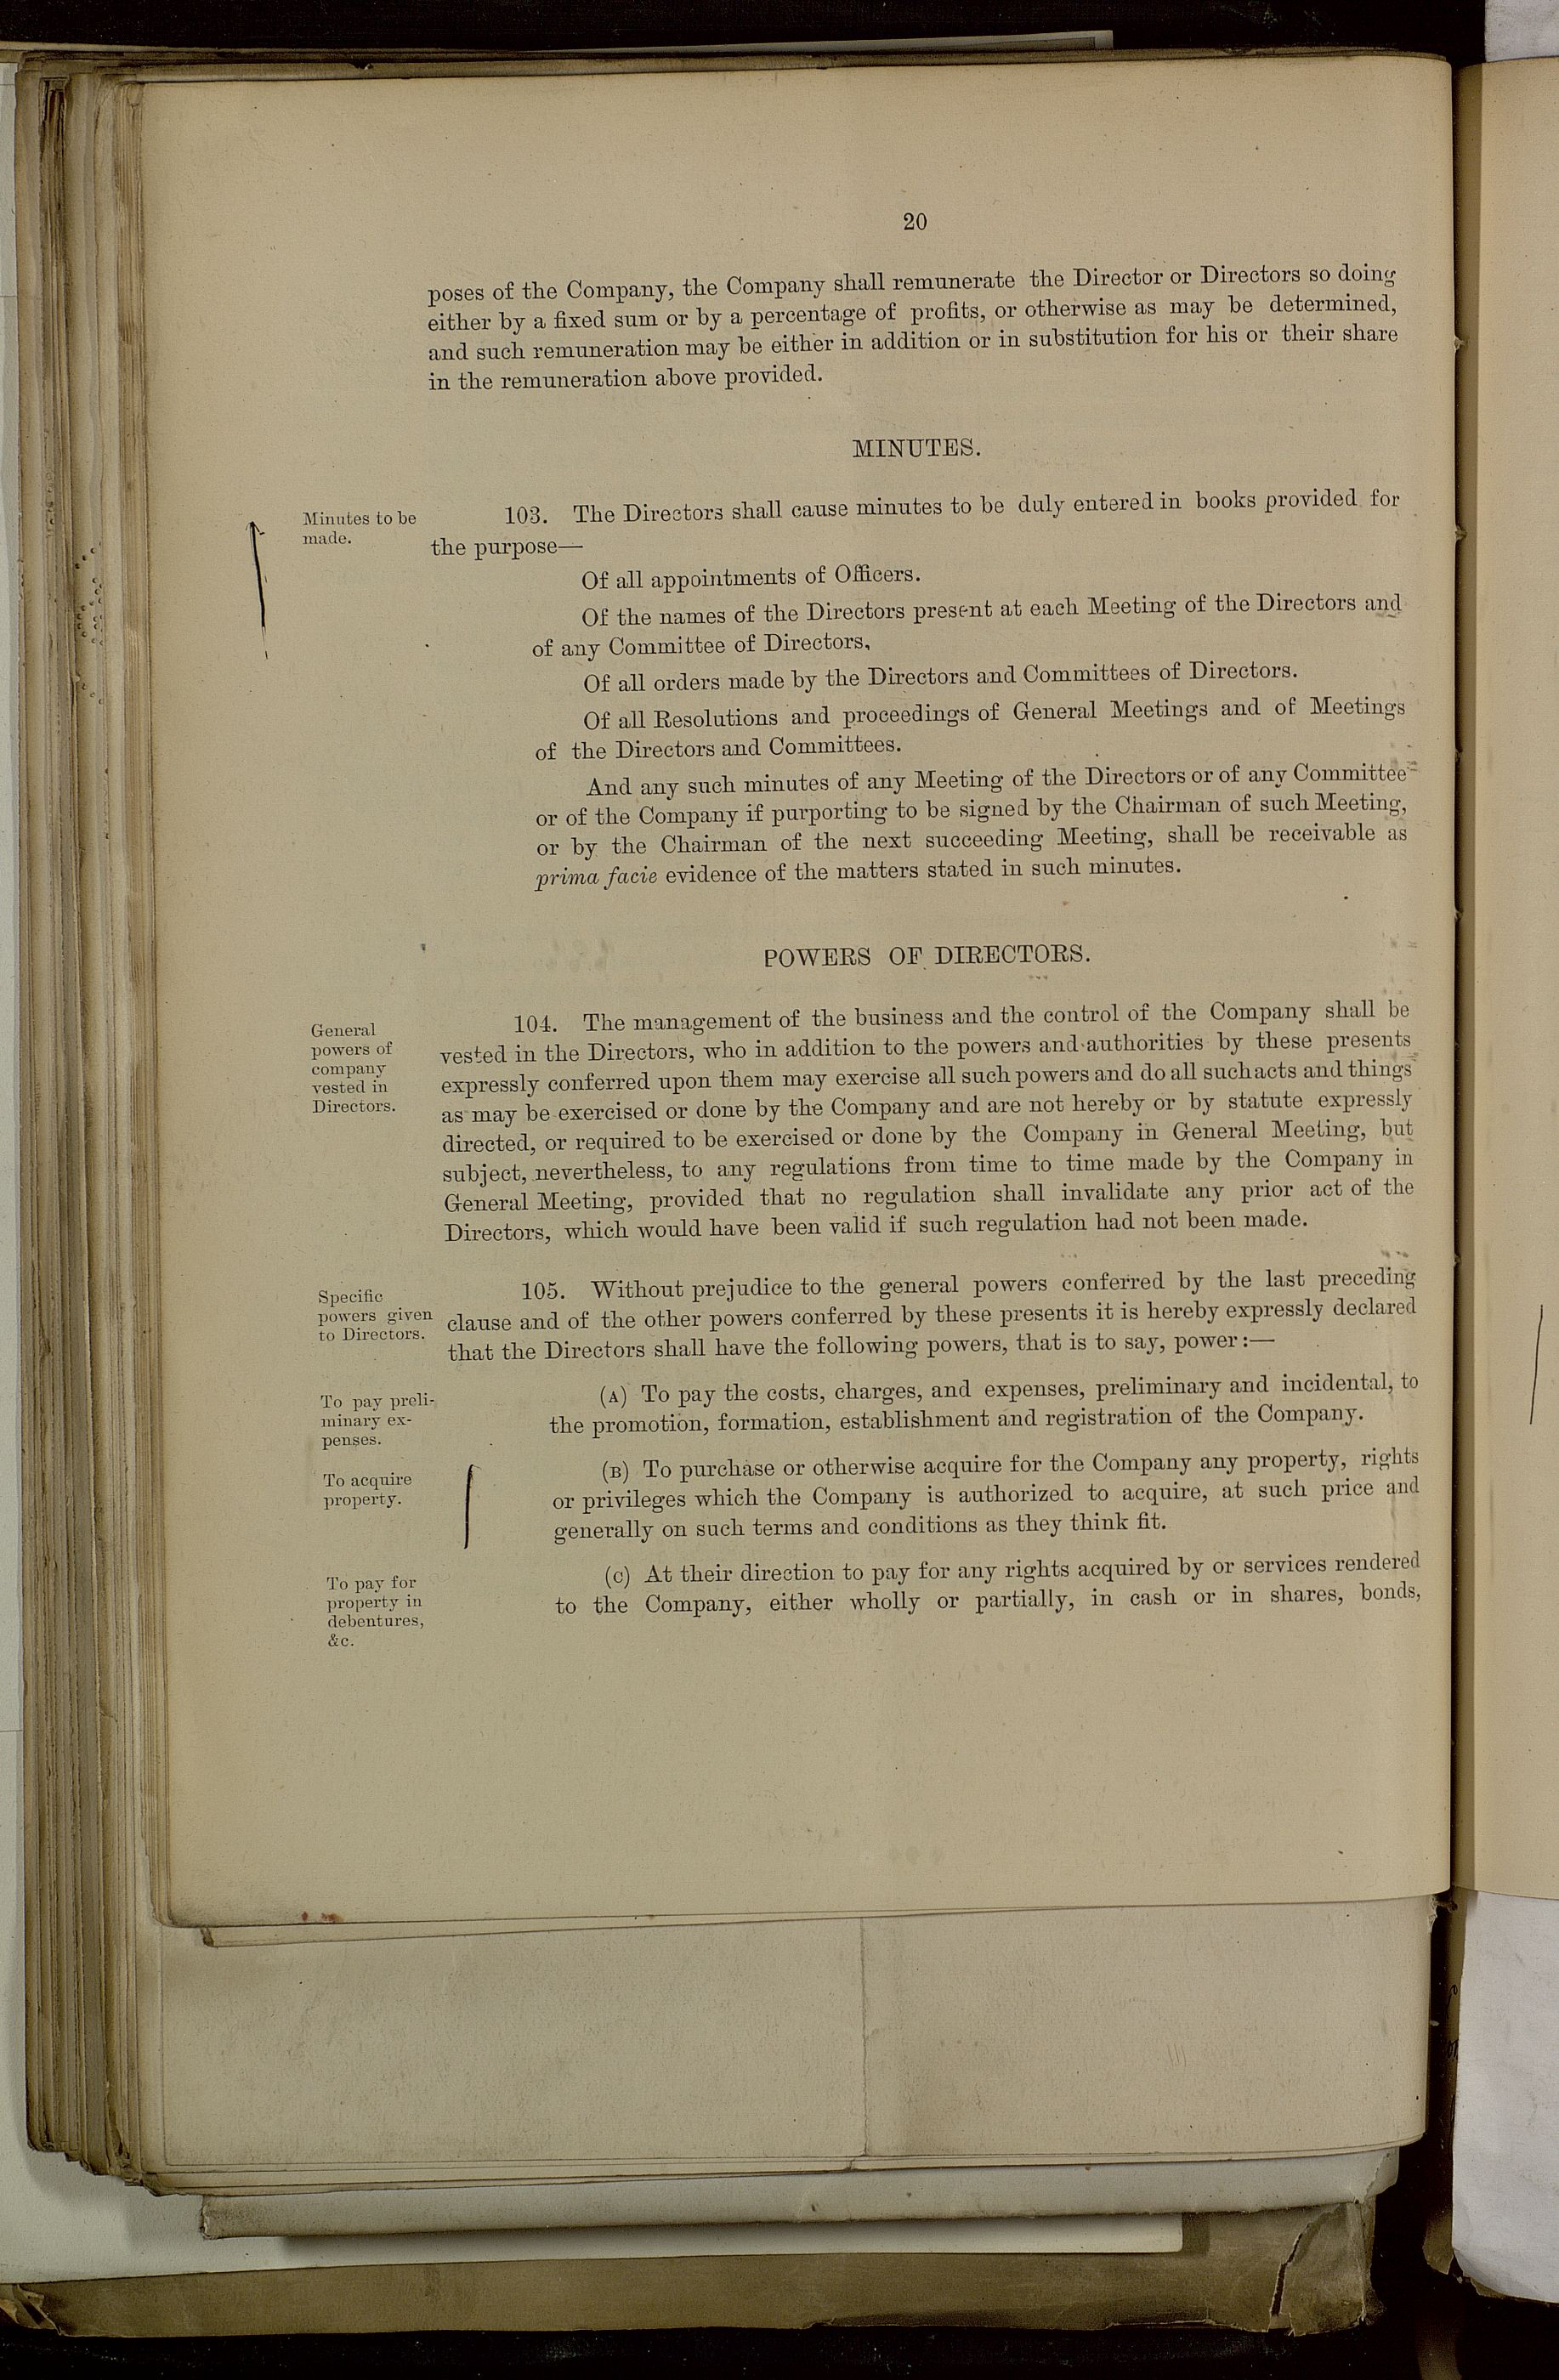 20
poses of the Company, the Company shall remunerate the Director or Directors so doing
either by a fixed sum or by a percentage of profits, or otherwise as may be determined,
and such remuneration may be either in addition or in substitution for his or their share
in the remuneration above provided.
MINUTES.
Minutes to be
made.
103. The Directors shall cause minutes to be duly entered in books provided for
the purpose—
Of all appointments of Officers.
Of the names of the Directors present at each Meeting of the Directors and
of any Committee of Directors,
Of all orders made by the Directors and Committees of Directors.
Of all Resolutions and proceedings of General Meetings and of Meetings
of the Directors and Committees.
And any such minutes of any Meeting of the Directors or of any Committee
or of the Company if purporting to be signed by the Chairman of such Meeting,
or by the Chairman of the next succeeding Meeting, shall be receivable as
prima facie evidence of the matters stated in such minutes.
POWERS OF DIRECTORS.
General
powers of
company
vested in
Directors.
104. The management of the business and the control of the Company shall be
vested in the Directors, who in addition to the powers and authorities by these presents
expressly conferred upon them may exercise all such powers and do all such acts and things
as may be exercised or done by the Company and are not hereby or by statute expressly
directed, or required to be exercised or done by the Company in General Meeting, but
subject, nevertheless, to any regulations from time to time made by the Company in
General Meeting, provided that no regulation shall invalidate any prior act of the
Directors, which would have been valid if such regulation had not been made.
Specific
powers given
to Directors.
105. Without prejudice to the general powers conferred by the last preceding
clause and of the other powers conferred by these presents it is hereby expressly declared
that the Directors shall have the following powers, that is to say, power:—
To pay preli-
minary ex-
penses.
(A) To pay the costs, charges, and expenses, preliminary and incidental, to
the promotion, formation, establishment and registration of the Company.
To acquire
property.
(B) To purchase or otherwise acquire for the Company any property, rights
or privileges which the Company is authorized to acquire, at such price and
generally on such terms and conditions as they think fit.
To pay for
property in
debentures,
&c.
(C) At their direction to pay for any rights acquired by or services rendered
to the Company, either wholly or partially, in cash or in shares, bonds,